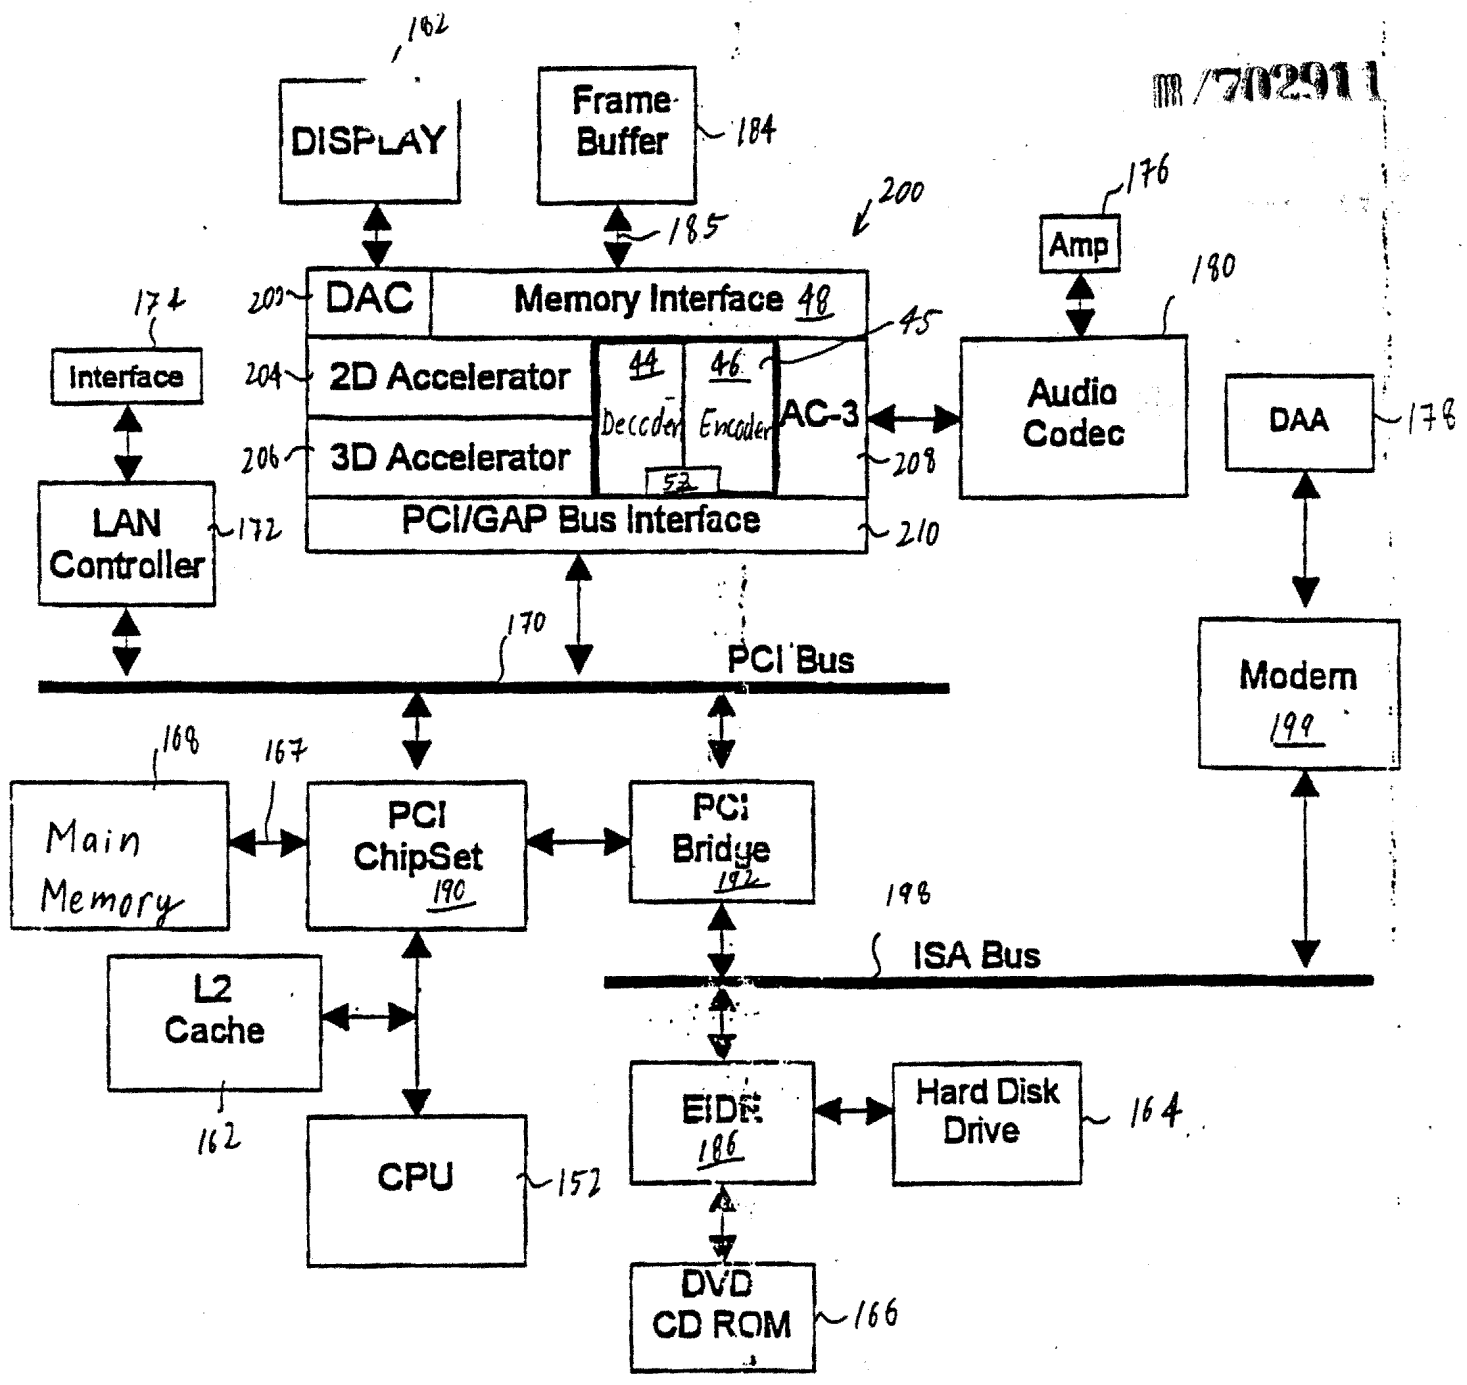 182
/702911
DISPLAY
Frame
Buffer
184
185
200
176
Amp
180
174
Interface
DAC
Memory Interface 48
45
204
2D Accelerator
44
46
Decoder
Encoder
AC-3
Audio
Codec
DAA
178
206
3D Accelerator
208
52
LAN
Controller
172
PCI/GAP Bus Interface
210
170
PCI Bus
Modem
199
168
167
Main
Memory
PCI
ChipSet
190
PCI
Bridge
192
198
ISA Bus
L2
Cache
162
EIDE
186
Hard Disk
Drive
164
CPU
152
DVD
CD ROM
166